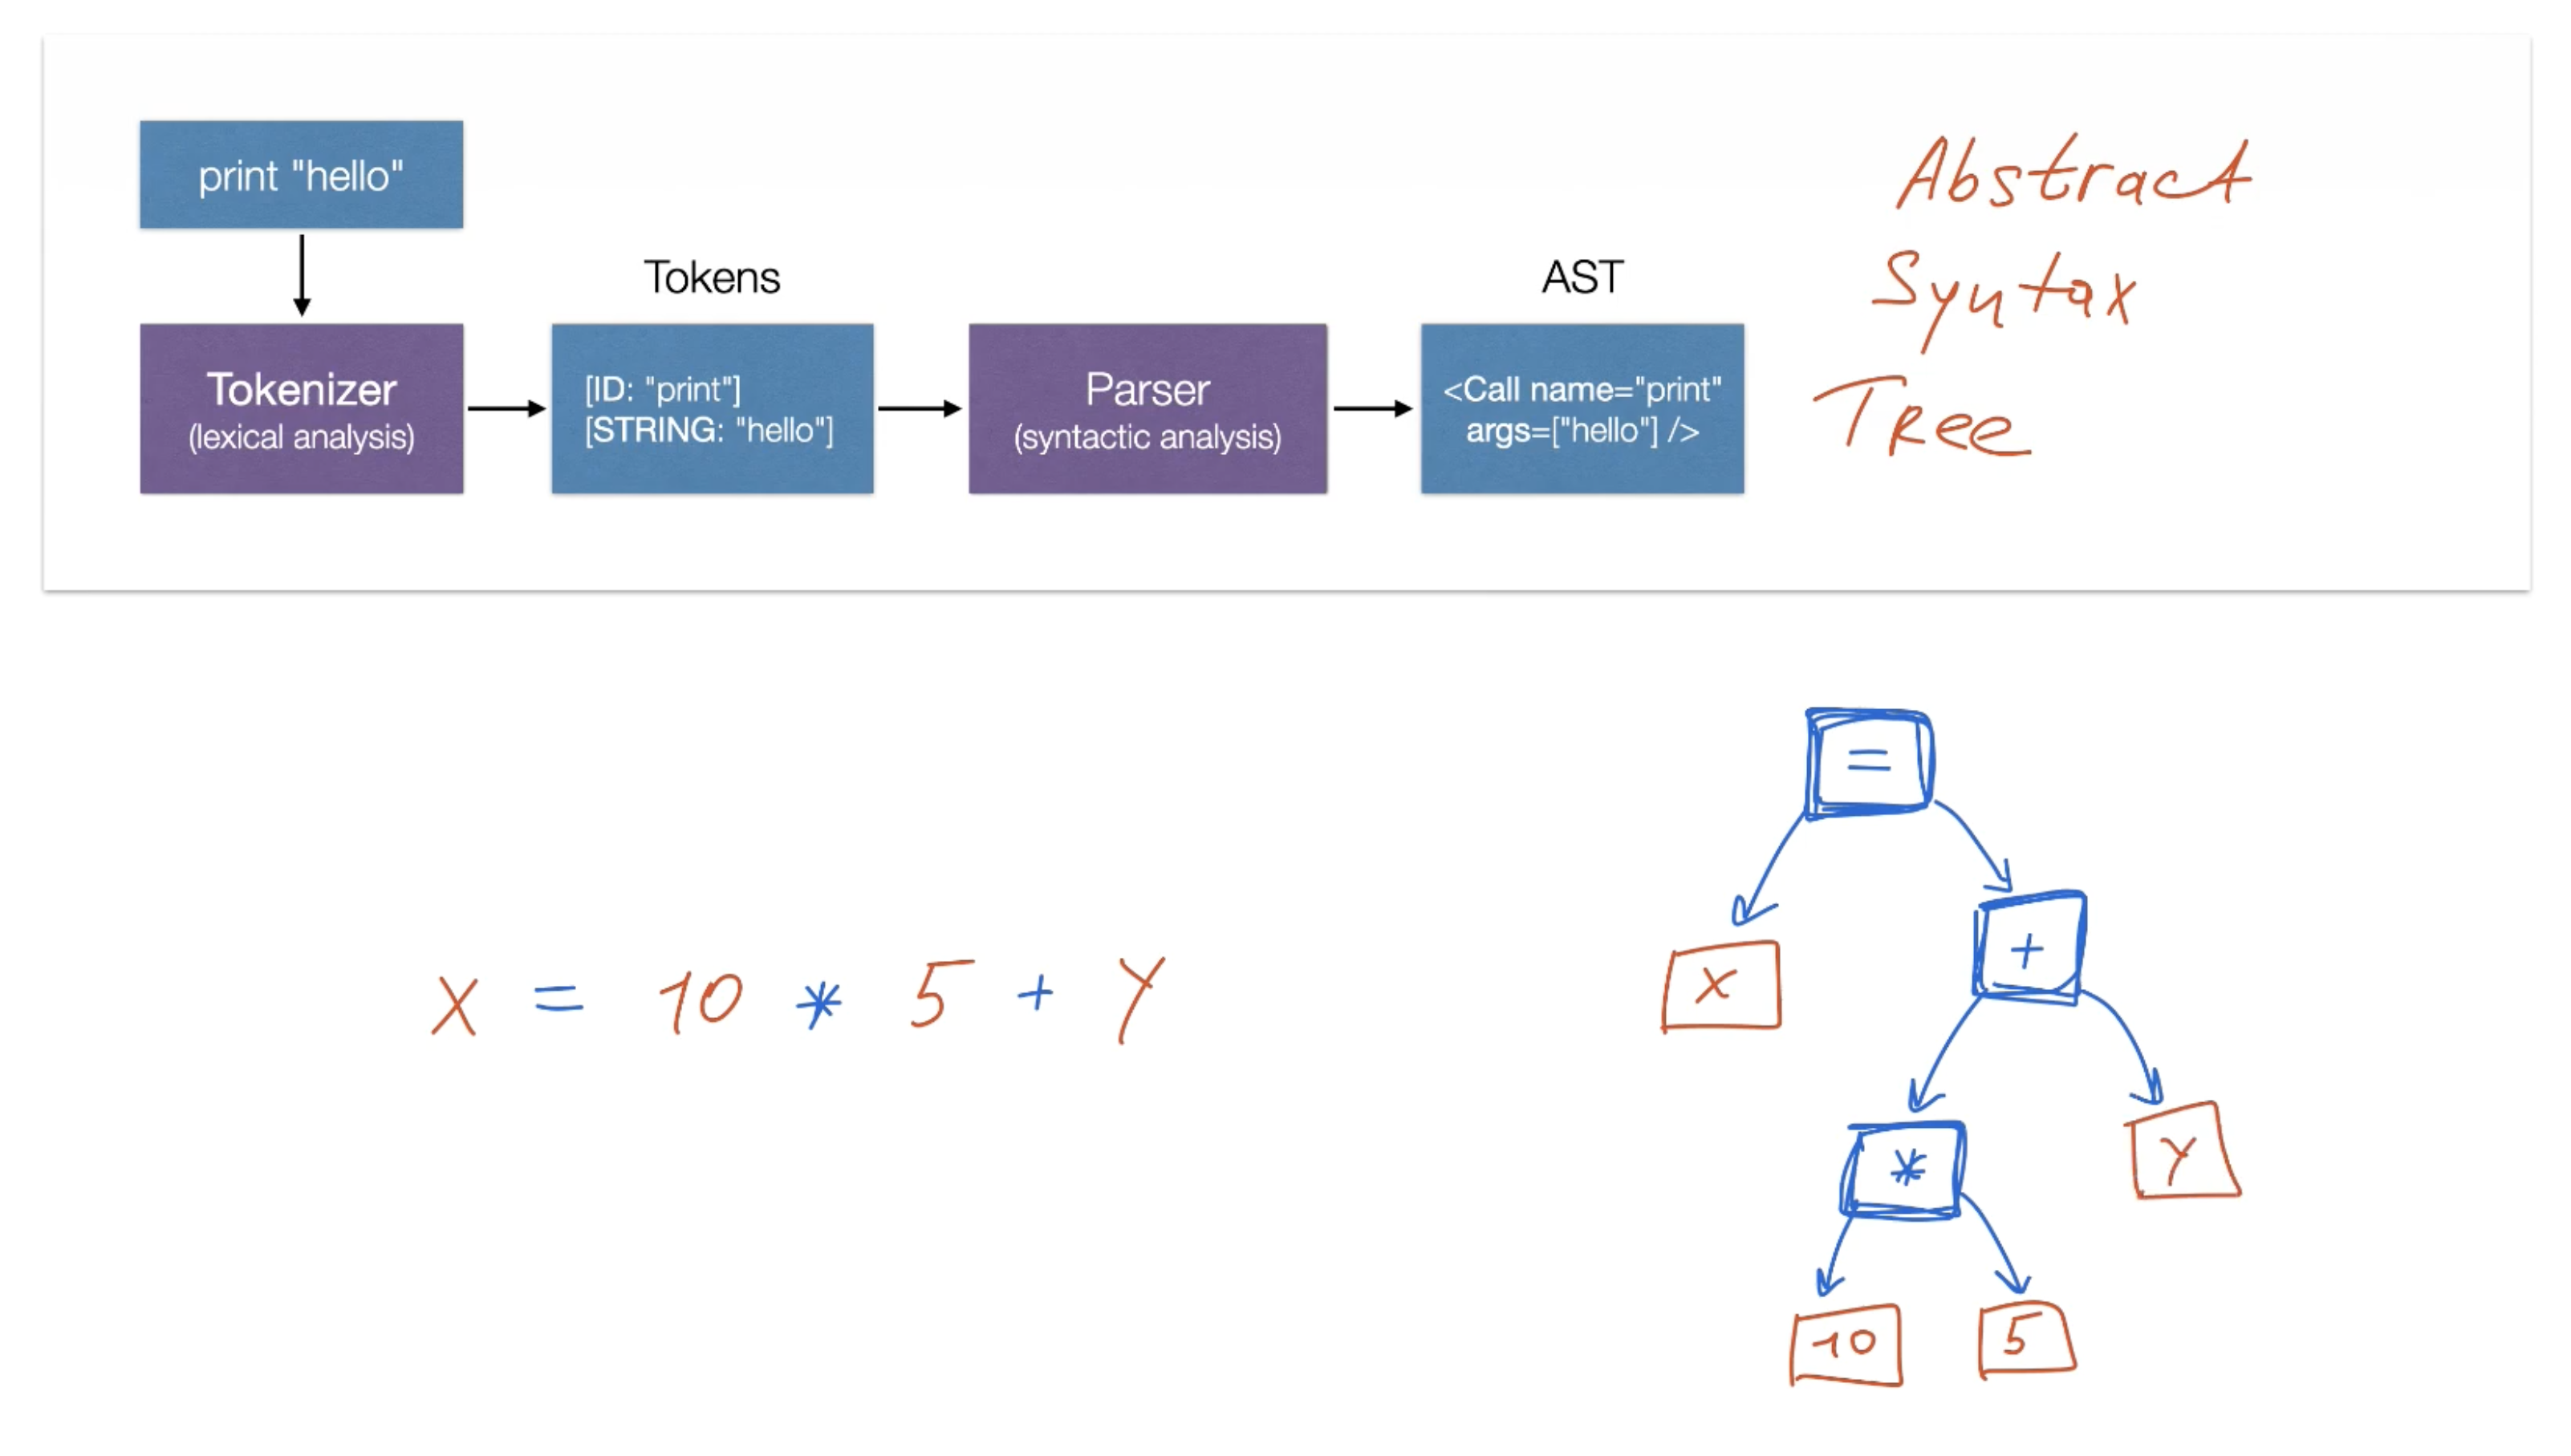 print "hello"
Tokens
AST
Tokenizer
(lexical analysis)
[ID: "print"]
[STRING: "hello"]
Parser
(syntactic analysis)
<Call name="print"
args=["hello"] />
Abstract
Syntax
Tree
X = 10 * 5 + Y
=
X
+
*
Y
10
5